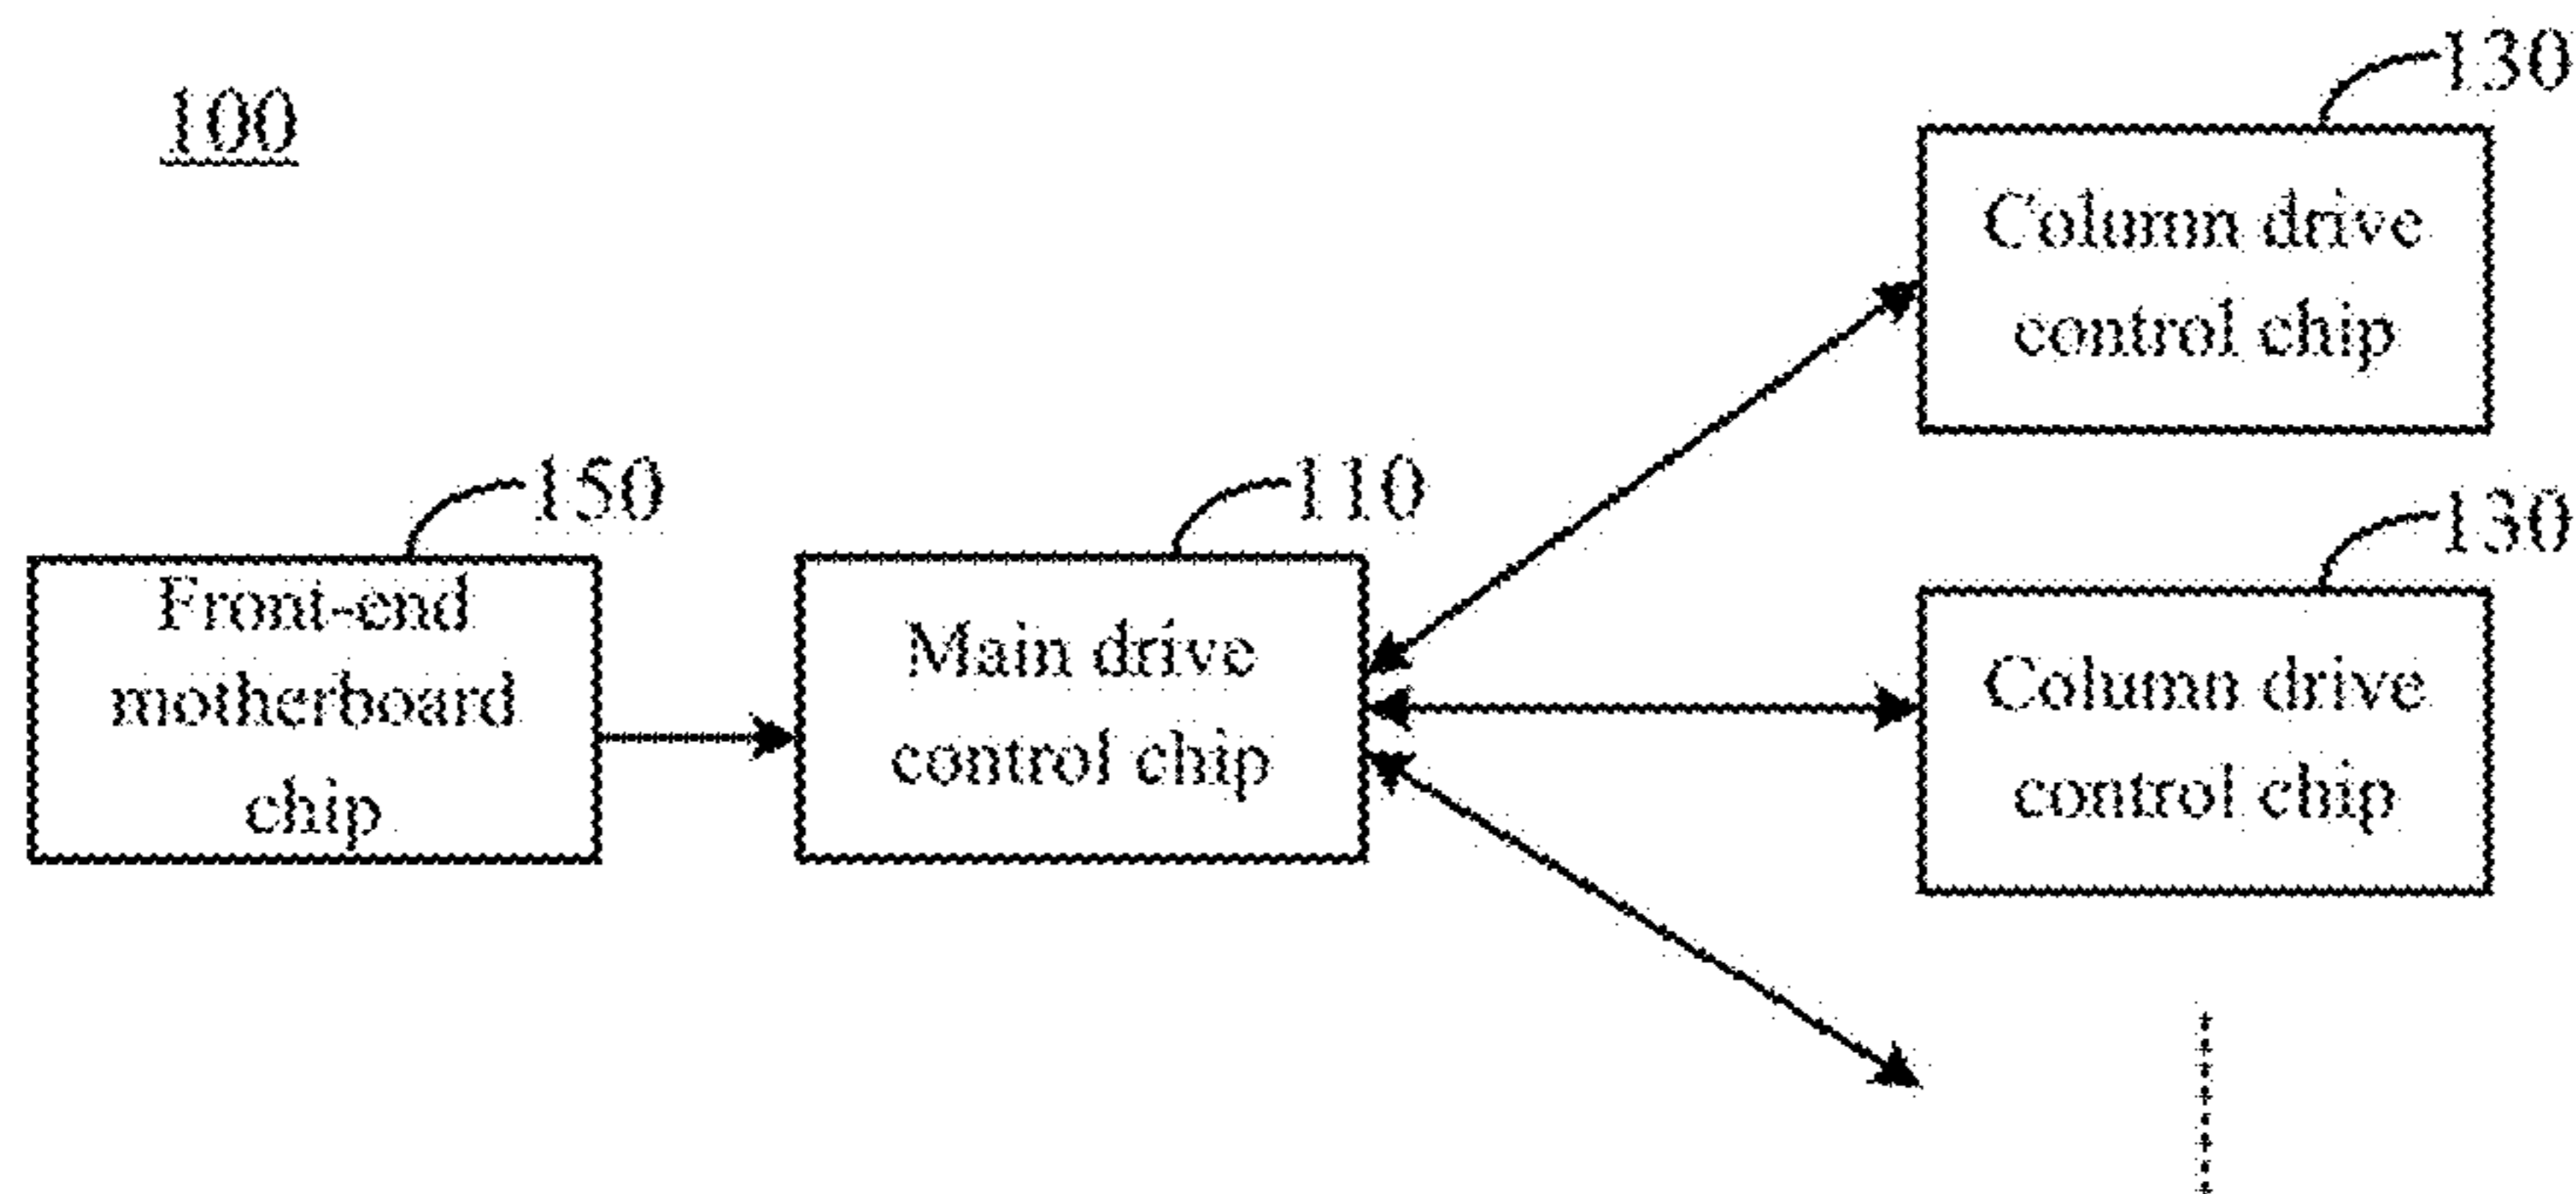 100
130
Column drive
control chip
150
Front-end
motherboard
chip
110
Main drive
control chip
130
Column drive
control chip